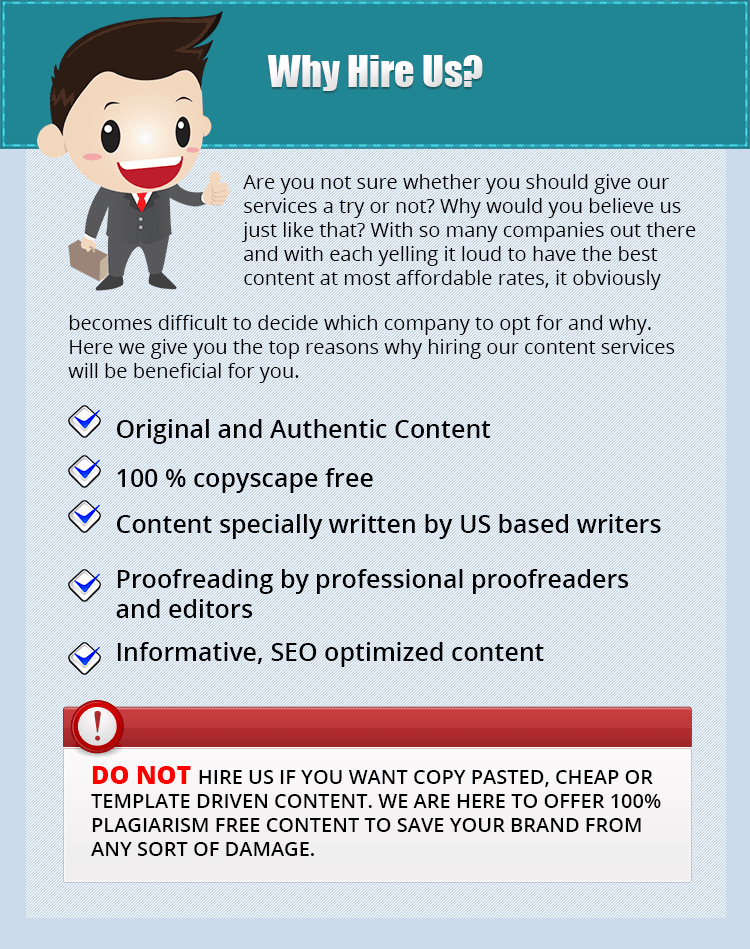 Why Hire Us?
Are you not sure whether you should give our
services a try or not? Why would you believe us
just like that? With so many companies out there
and with each yelling it loud to have the best
content at most affordable rates, it obviously
becomes difficult to decide which company to opt for and why.
Here we give you the top reasons why hiring our content services
will be beneficial for you.
Original and Authentic Content
100 % copyscape free
Content specially written by US based writers
Proofreading by professional proofreaders
and editors
Informative, SEO optimized content
!
DO NOT HIRE US IF YOU WANT COPY PASTED, CHEAP OR
TEMPLATE DRIVEN CONTENT. WE ARE HERE TO OFFER 100%
PLAGIARISM FREE CONTENT TO SAVE YOUR BRAND FROM
ANY SORT OF DAMAGE.